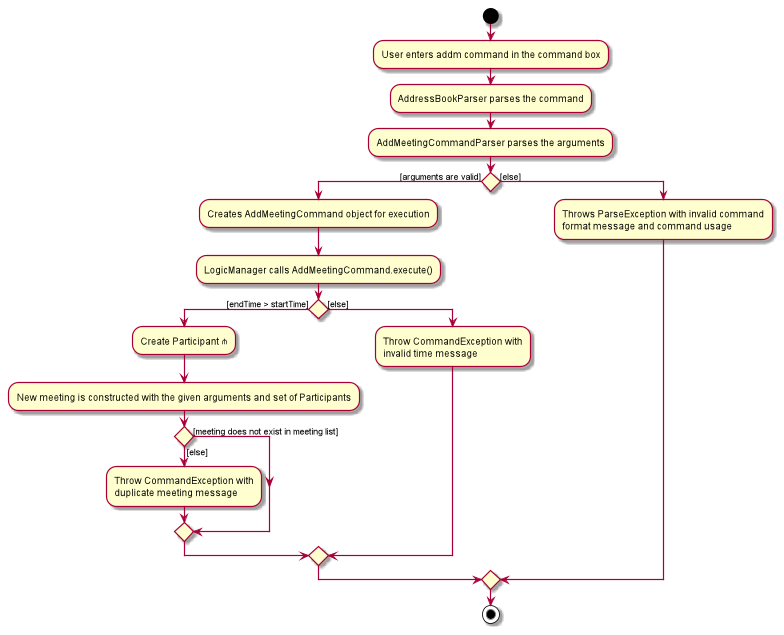 User enters addm command in the command box
AddressBookParser parses the command
AddMeetingCommandParser parses the arguments
[arguments are valid]
[else]
Creates AddMeetingCommand object for execution
Throws ParseException with invalid command
format message and command usage
LogicManager calls AddMeetingCommand.execute()
[endTime > startTime]
[else]
Create Participant ⋔
Throw CommandException with
invalid time message
New meeting is constructed with the given arguments and set of Participants
[meeting does not exist in meeting list]
[else]
Throw CommandException with
duplicate meeting message